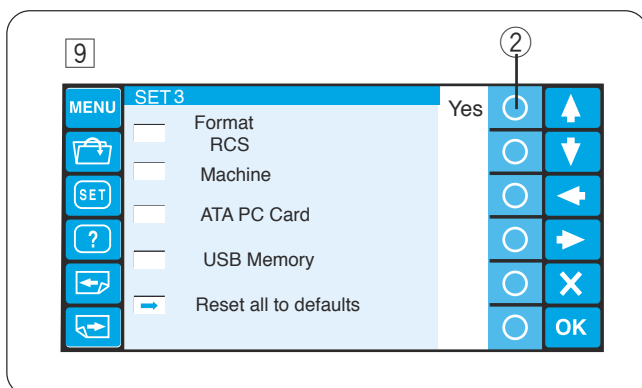 9
2
MENU
SET 3
Yes
Format
RCS
Machine
SET
ATA PC Card
?
USB Memory
Reset all to defaults
OK